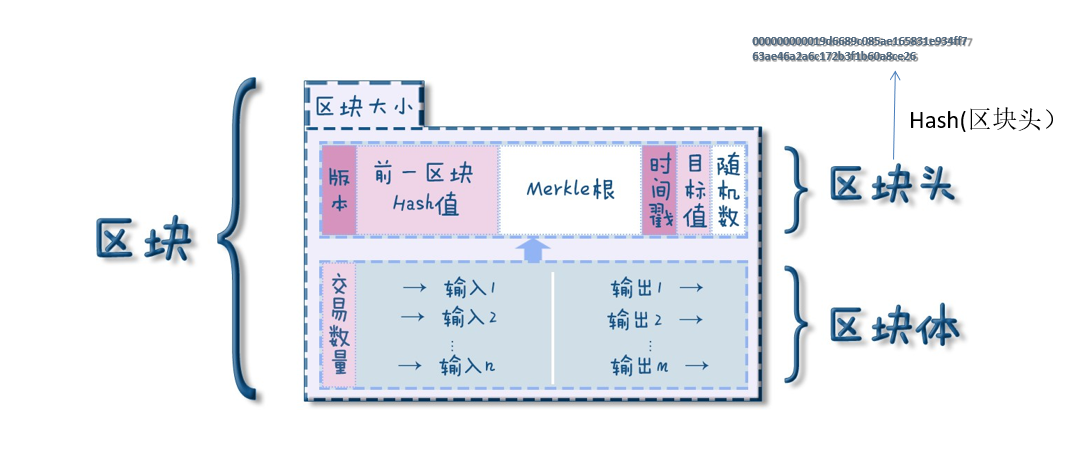 000000000019d6689c085ae165831e934ff7
63ae46a2a6c172b3f1b60a8ce26
区块大小
Hash(区块头）
版本
前一区块
Hash值
Merkle根
时间戳
目标值
随机数
区块头
区块
交易数量
→ 输入1
→ 输入2
⋮
→ 输入n
输出1 →
输出2 →
⋮
输出m →
区块体